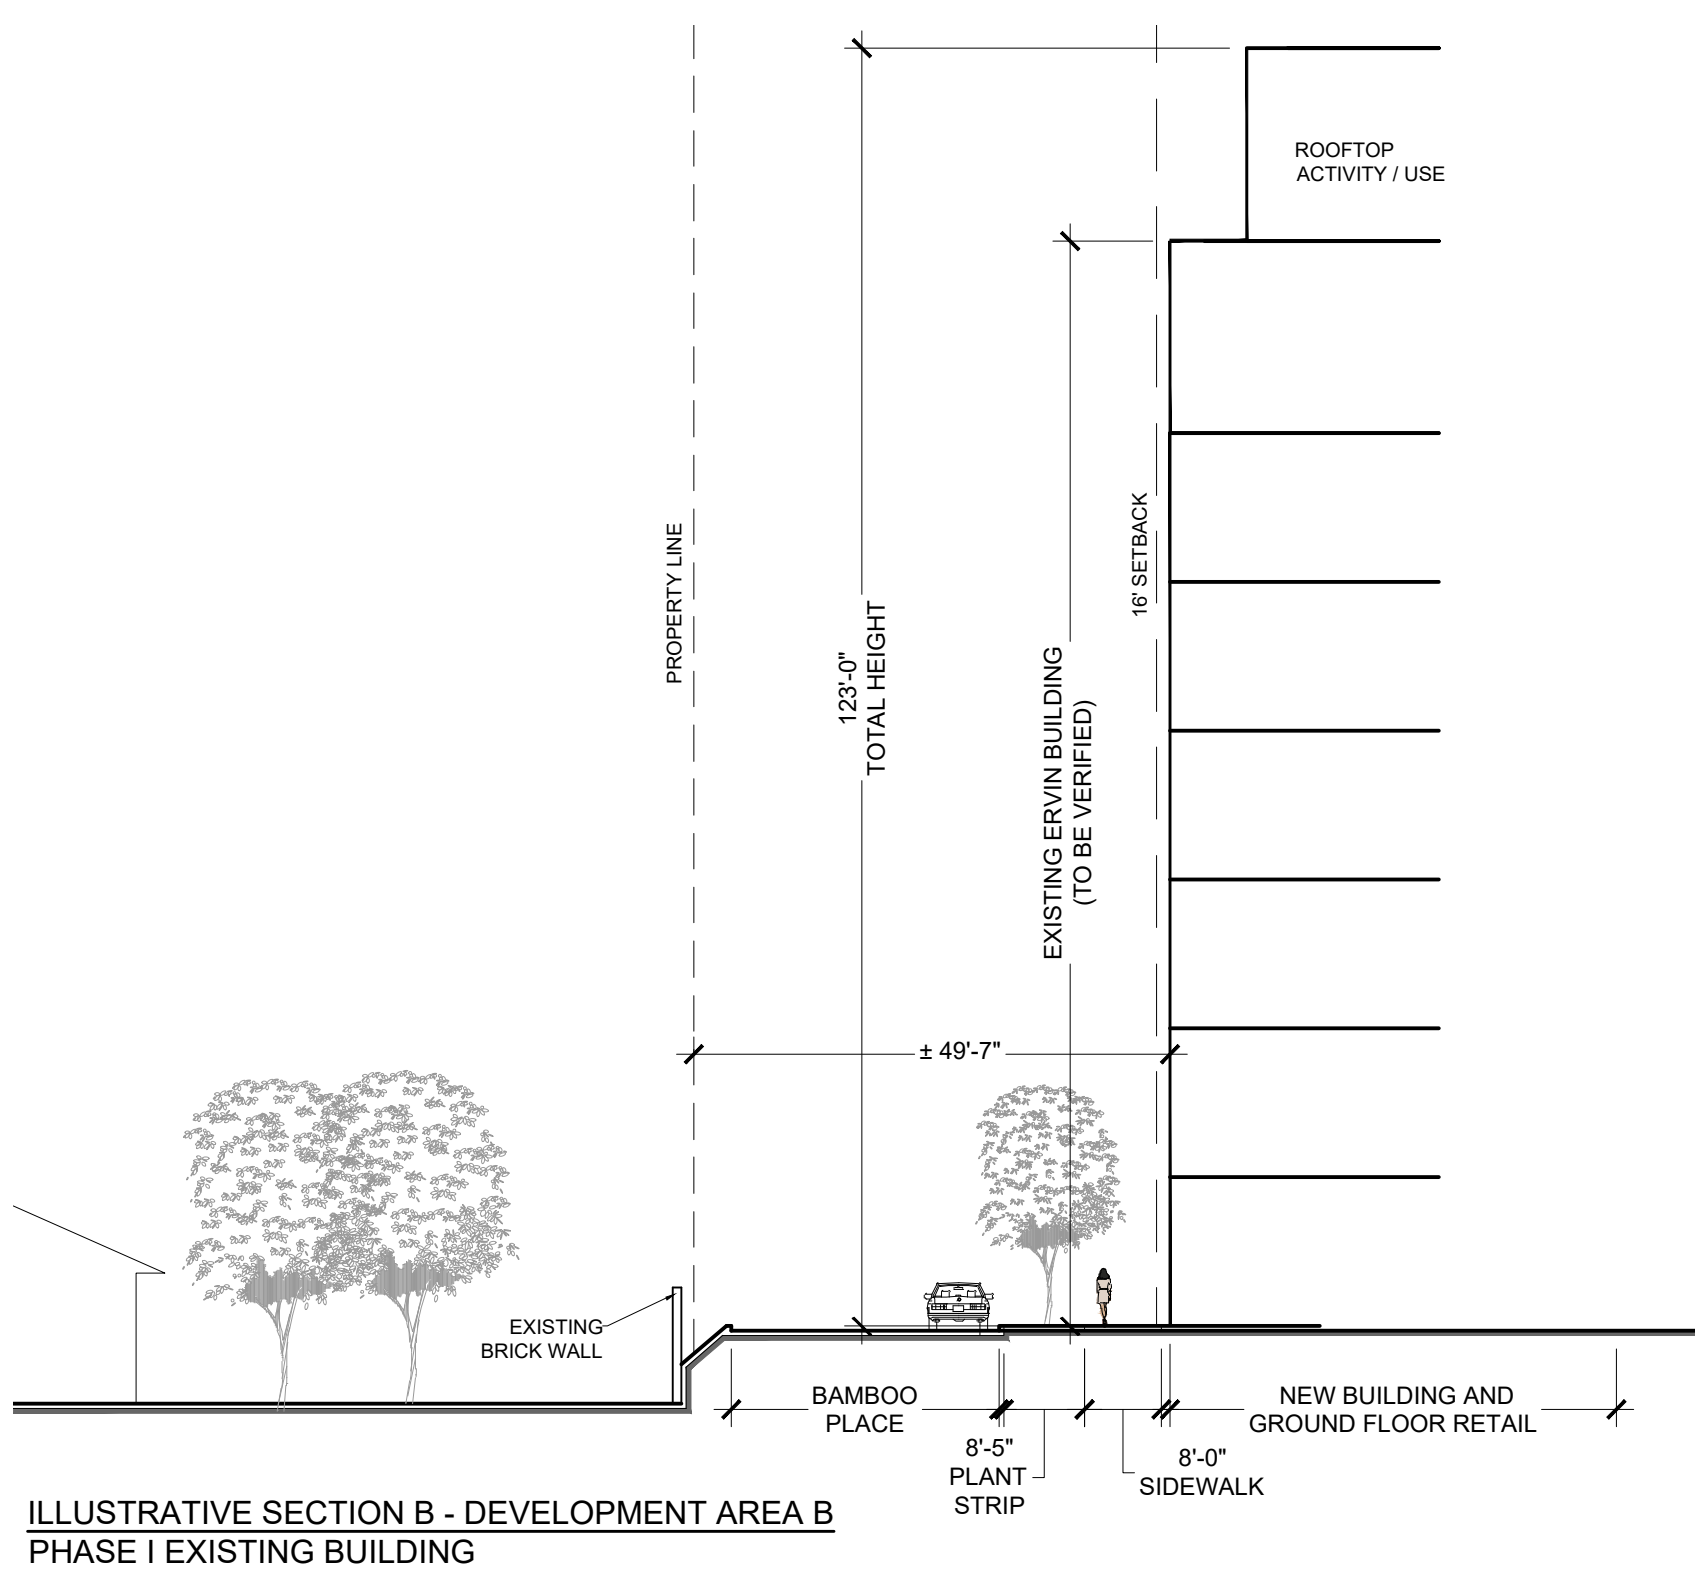 ROOFTOP
ACTIVITY / USE
PROPERTY LINE
123'-0"
TOTAL HEIGHT
EXISTING ERVIN BUILDING
(TO BE VERIFIED)
16' SETBACK
± 49'-7"
EXISTING
BRICK WALL
BAMBOO
PLACE
8'-5"
PLANT
STRIP
8'-0"
SIDEWALK
NEW BUILDING AND
GROUND FLOOR RETAIL
ILLUSTRATIVE SECTION B - DEVELOPMENT AREA B
PHASE I EXISTING BUILDING